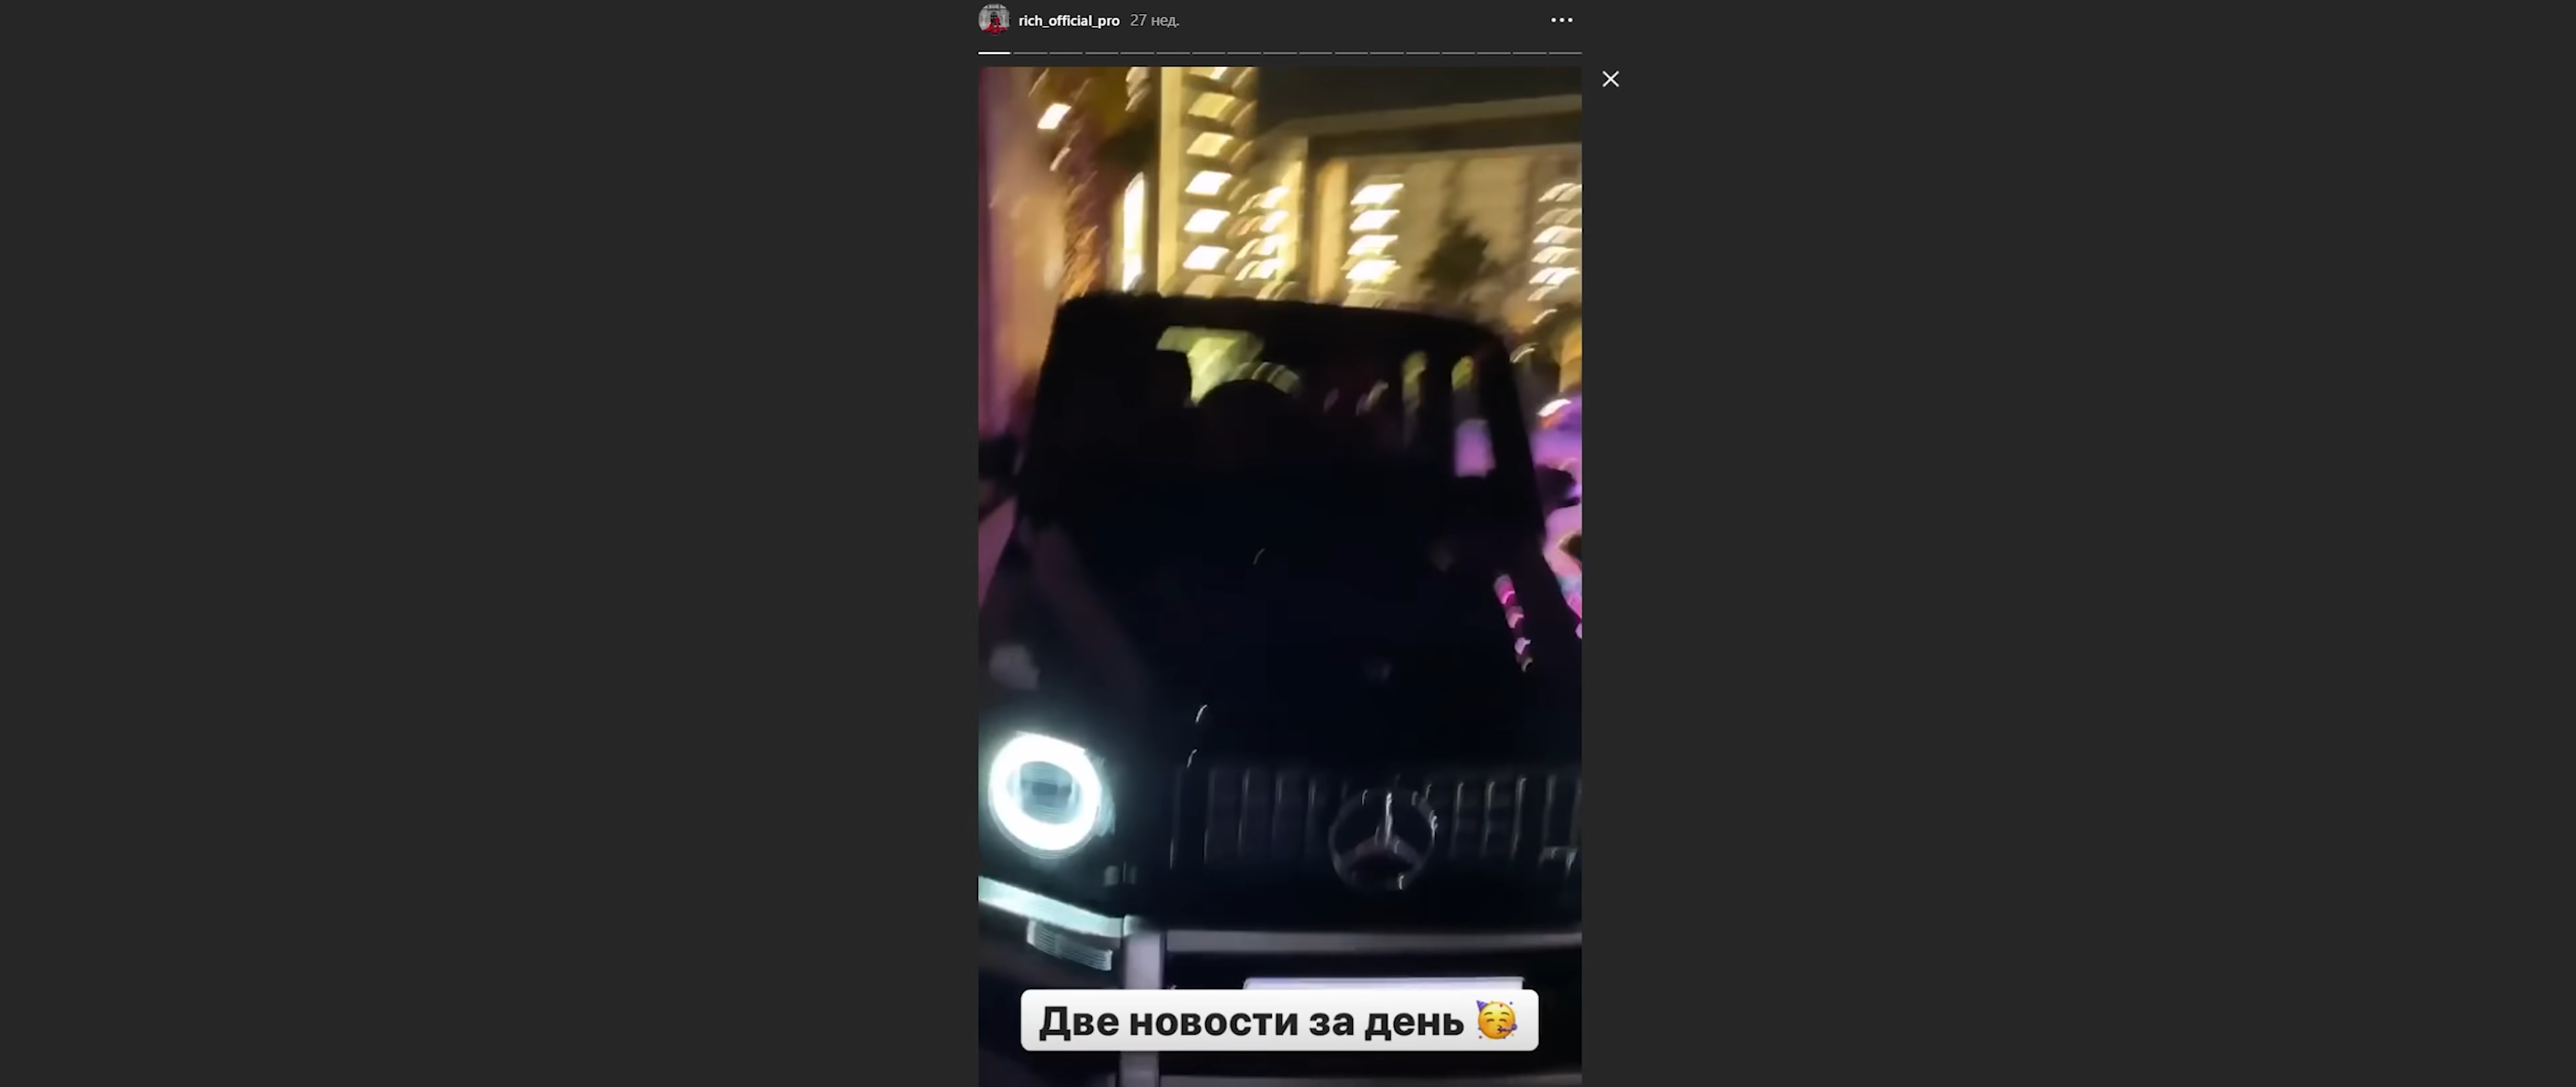 rich_official_pro 27 нед.
Две новости за день 🥳